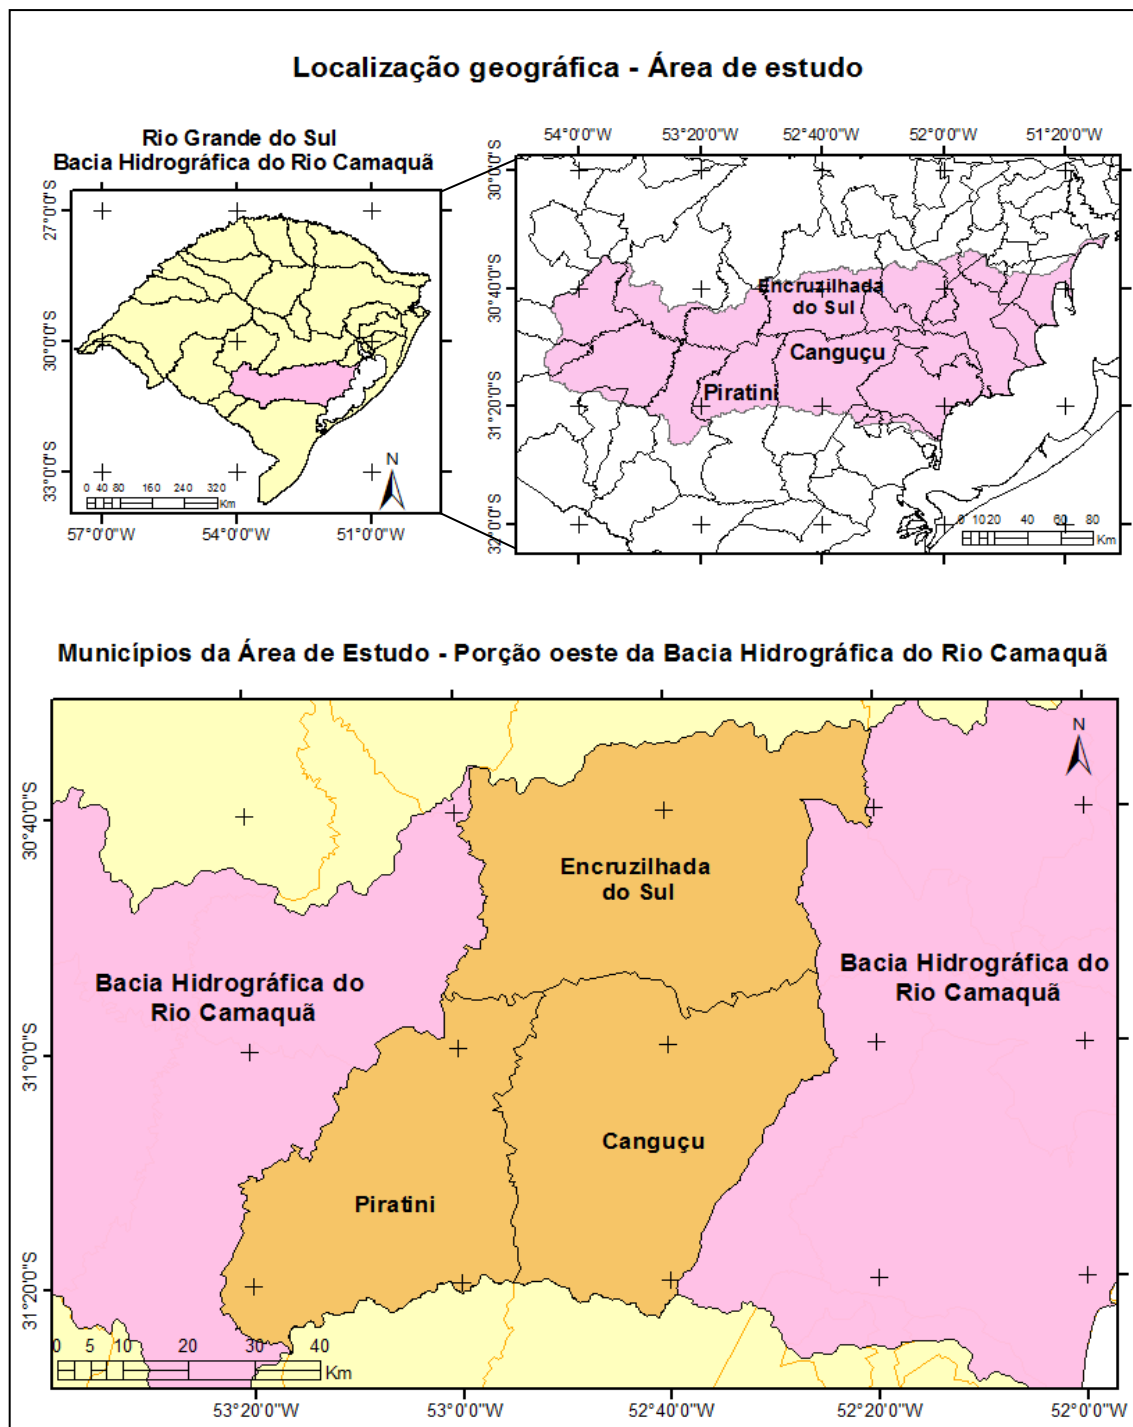 Localização geográfica - Área de estudo
Rio Grande do Sul
Bacia Hidrográfica do Rio Camaquã
27°0'0"S
30°0'0"S
33°0'0"S
N
0 40 80 160 240 320
Km
57°0'0"W 54°0'0"W 51°0'0"W
54°0'0"W 53°20'0"W 52°40'0"W 52°0'0"W 51°20'0"W
30°0'0"S
30°40'0"S
31°20'0"S
32°0'0"S
Encruzilhada
do Sul
Canguçu
Piratini
0 10 20 40 60 80
Km
Municípios da Área de Estudo - Porção oeste da Bacia Hidrográfica do Rio Camaquã
N
30°40'0"S
31°0'0"S
31°20'0"S
Encruzilhada
do Sul
Bacia Hidrográfica do
Rio Camaquã
Bacia Hidrográfica do
Rio Camaquã
Canguçu
Piratini
0 5 10 20 30 40
Km
53°20'0"W 53°0'0"W 52°40'0"W 52°20'0"W 52°0'0"W